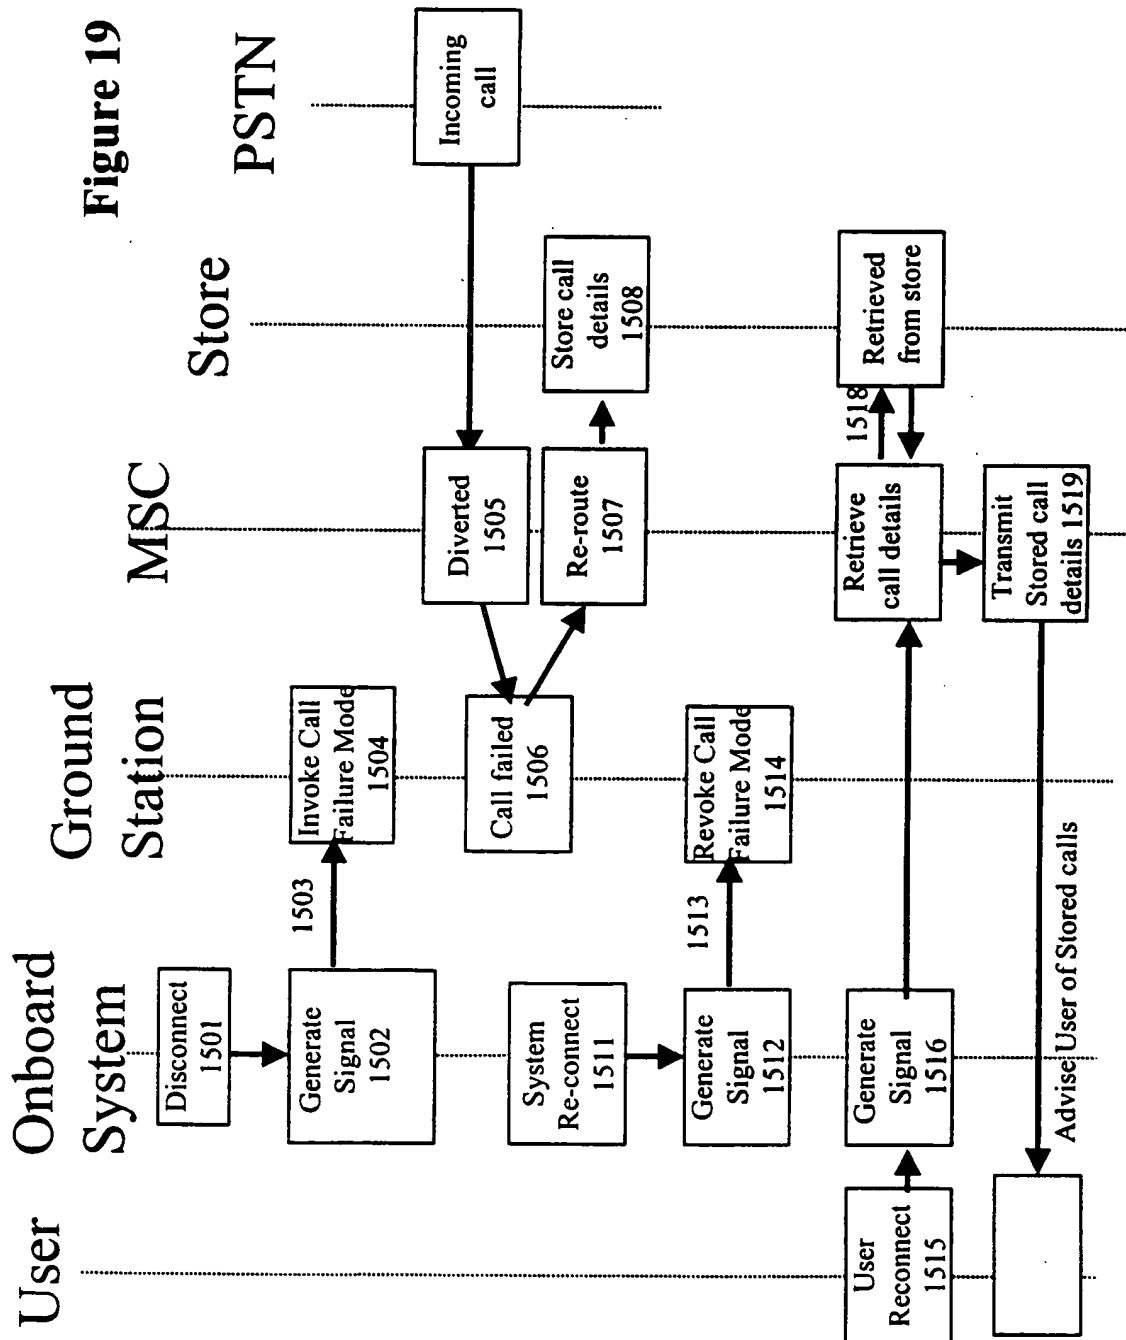 Figure 19
User
Onboard
System
Ground
Station
MSC
Store
PSTN
Disconnect
1501
Generate
Signal
1502
1503
Invoke Call
Failure Mode
1504
Incoming
call
Diverted
1505
Call failed
1506
Re-route
1507
Store call
details
1508
System
Re-connect
1511
Generate
Signal
1512
1513
Revoke Call
Failure Mode
1514
User
Reconnect
1515
Generate
Signal
1516
Retrieve
call details
1518
Retrieved
from store
Transmit
Stored call
details 1519
Advise User of Stored calls